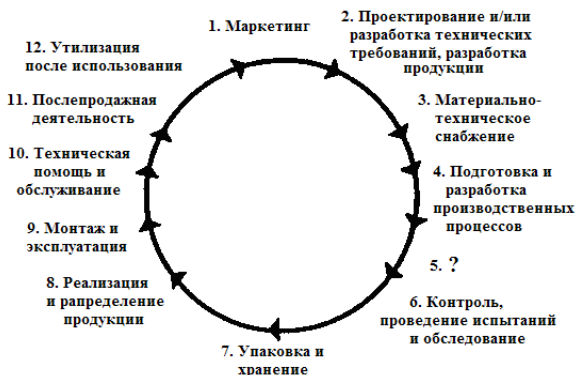 1. Маркетинг
2. Проектирование и/или
разработка технических
требований, разработка
продукции
3. Материально-
техническое
снабжение
4. Подготовка и
разработка
производственных
процессов
5. ?
6. Контроль,
проведение испытаний
и обследование
7. Упаковка и
хранение
8. Реализация
и рапределение
продукции
9. Монтаж и
эксплуатация
10. Техническая
помощь и
обслуживание
11. Послепродажная
деятельность
12. Утилизация
после использования